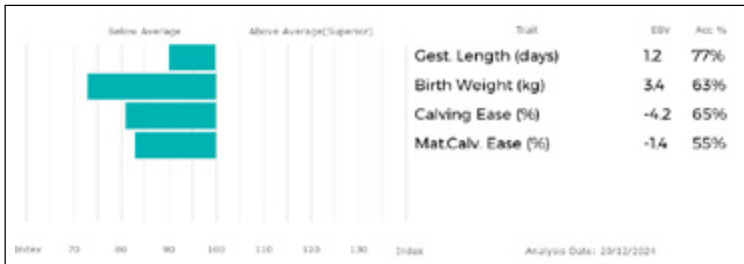 Below Average Above Average(Superior) Trait EBV Acc %
Gest. Length (days) 1.2 77%
Birth Weight (kg) 3.4 63%
Calving Ease (%) -4.2 65%
Mat.Calv. Ease (%) -1.4 55%
Index 70 80 90 100 110 120 130 Index Analysis Date: 20/12/2024